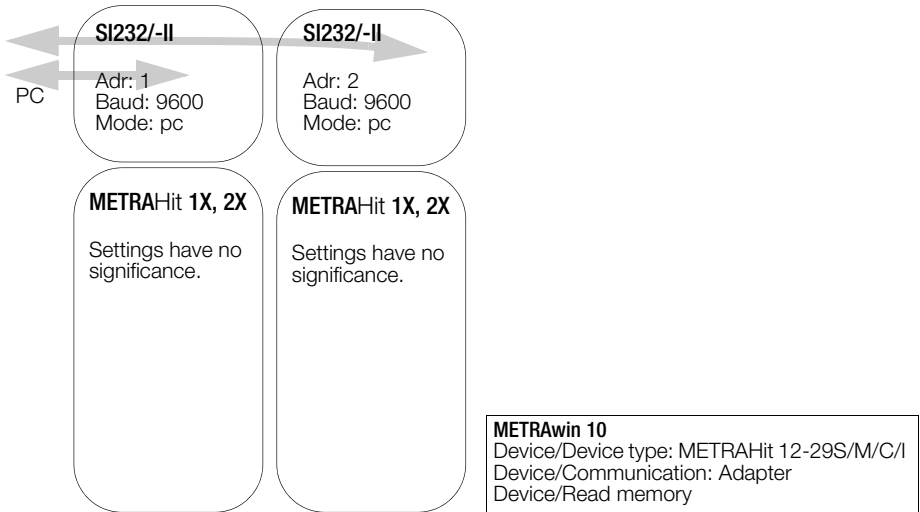 SI232/-II
Adr: 1
Baud: 9600
Mode: pc
SI232/-II
Adr: 2
Baud: 9600
Mode: pc
PC
METRAHit 1X, 2X
Settings have no
significance.
METRAHit 1X, 2X
Settings have no
significance.
METRAwin 10
Device/Device type: METRAHit 12-29S/M/C/I
Device/Communication: Adapter
Device/Read memory